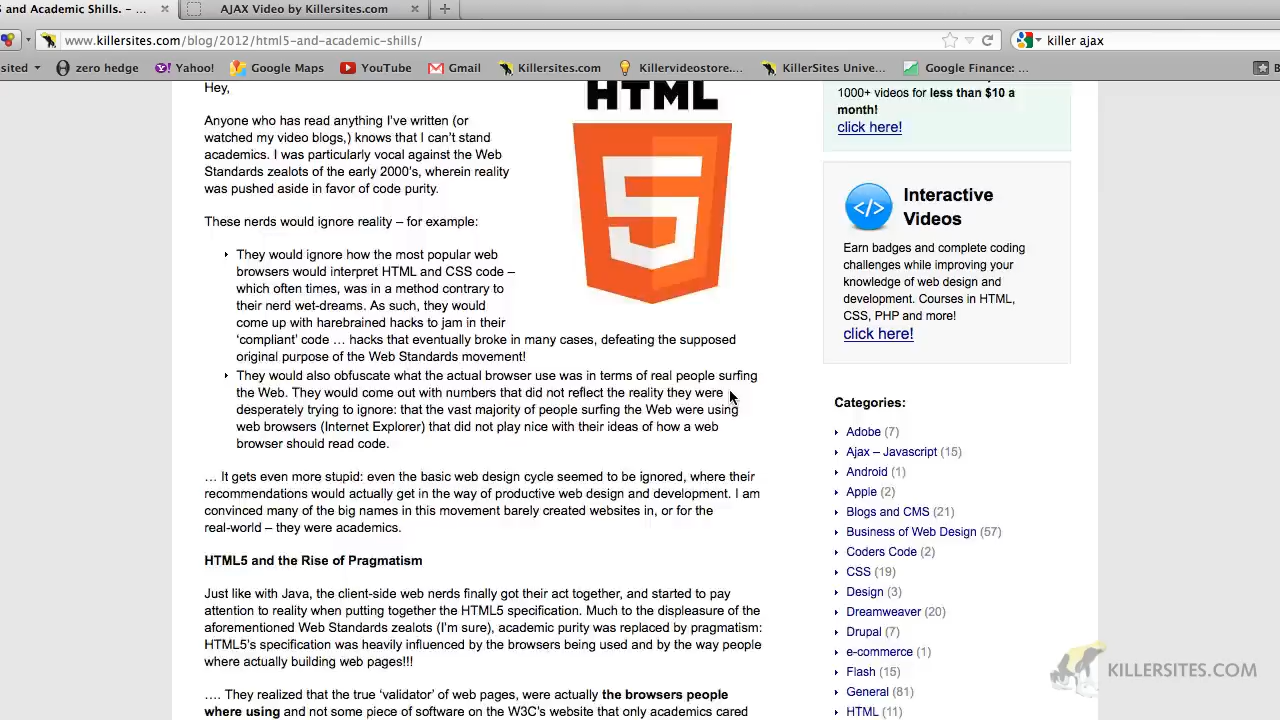 s and Academic Skills. – ...
AJAX Video by Killersites.com
www.killersites.com/blog/2012/html5-and-academic-skills/
killer ajax
sited
zero hedge
Yahoo!
Google Maps
YouTube
Gmail
Killersites.com
Killervideostore....
KillerSites Unive...
Google Finance: ...
B
Hey,
Anyone who has read anything I've written (or
watched my video blogs,) knows that I can't stand
academics. I was particularly vocal against the Web
Standards zealots of the early 2000's, wherein reality
was pushed aside in favor of code purity.
These nerds would ignore reality – for example:
They would ignore how the most popular web
browsers would interpret HTML and CSS code –
which often times, was in a method contrary to
their nerd wet-dreams. As such, they would
come up with harebrained hacks to jam in their
‘compliant’ code … hacks that eventually broke in many cases, defeating the supposed
original purpose of the Web Standards movement!
They would also obfuscate what the actual browser use was in terms of real people surfing
the Web. They would come out with numbers that did not reflect the reality they were
desperately trying to ignore: that the vast majority of people surfing the Web were using
web browsers (Internet Explorer) that did not play nice with their ideas of how a web
browser should read code.
… It gets even more stupid: even the basic web design cycle seemed to be ignored, where their
recommendations would actually get in the way of productive web design and development. I am
convinced many of the big names in this movement barely created websites in, or for the
real-world – they were academics.
HTML5 and the Rise of Pragmatism
Just like with Java, the client-side web nerds finally got their act together, and started to pay
attention to reality when putting together the HTML5 specification. Much to the displeasure of the
aforementioned Web Standards zealots (I'm sure), academic purity was replaced by pragmatism:
HTML5's specification was heavily influenced by the browsers being used and by the way people
where actually building web pages!!!
…. They realized that the true ‘validator’ of web pages, were actually the browsers people
where using and not some piece of software on the W3C's website that only academics cared
HTML
5
1000+ videos for less than $10 a
month!
click here!
</>
Interactive
Videos
Earn badges and complete coding
challenges while improving your
knowledge of web design and
development. Courses in HTML,
CSS, PHP and more!
click here!
Categories:
Adobe (7)
Ajax – Javascript (15)
Android (1)
Apple (2)
Blogs and CMS (21)
Business of Web Design (57)
Coders Code (2)
CSS (19)
Design (3)
Dreamweaver (20)
Drupal (7)
e-commerce (1)
Flash (15)
General (81)
HTML (11)
KILLERSITES.COM